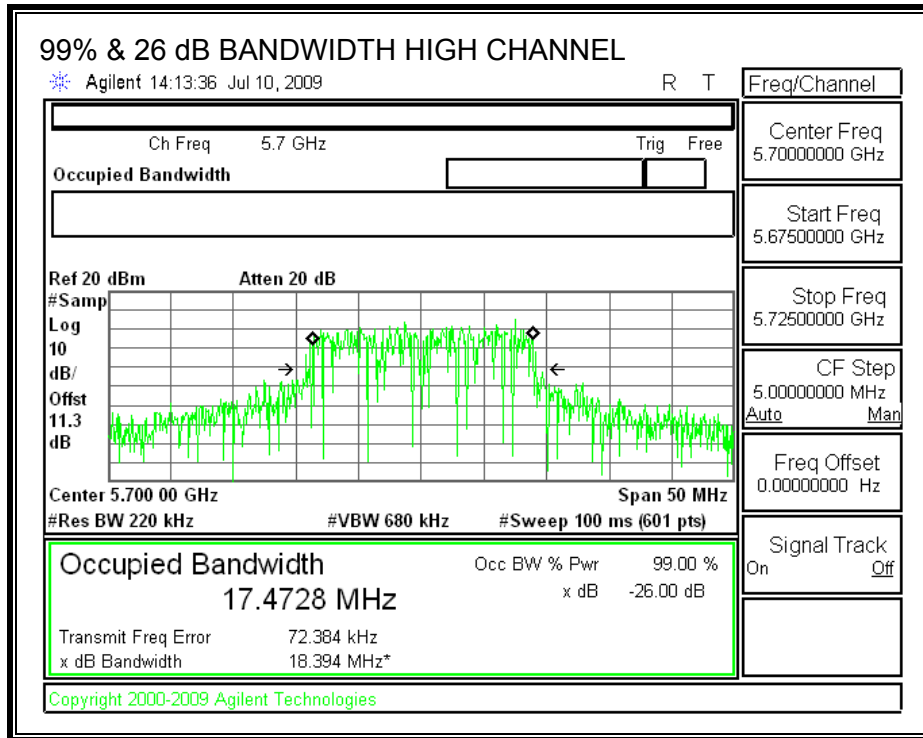 99% & 26 dB BANDWIDTH HIGH CHANNEL
Agilent 14:13:36 Jul 10, 2009 R T
Ch Freq 5.7 GHz Trig Free
Occupied Bandwidth
Ref 20 dBm Atten 20 dB
#Samp
Log
10
dB/
Offst
11.3
dB
Center 5.700 00 GHz Span 50 MHz
#Res BW 220 kHz #VBW 680 kHz #Sweep 100 ms (601 pts)
Occupied Bandwidth Occ BW % Pwr 99.00 %
17.4728 MHz x dB -26.00 dB
Transmit Freq Error 72.384 kHz
x dB Bandwidth 18.394 MHz*
Copyright 2000-2009 Agilent Technologies
Freq/Channel
Center Freq
5.70000000 GHz
Start Freq
5.67500000 GHz
Stop Freq
5.72500000 GHz
CF Step
5.00000000 MHz
Auto Man
Freq Offset
0.00000000 Hz
Signal Track
On Off